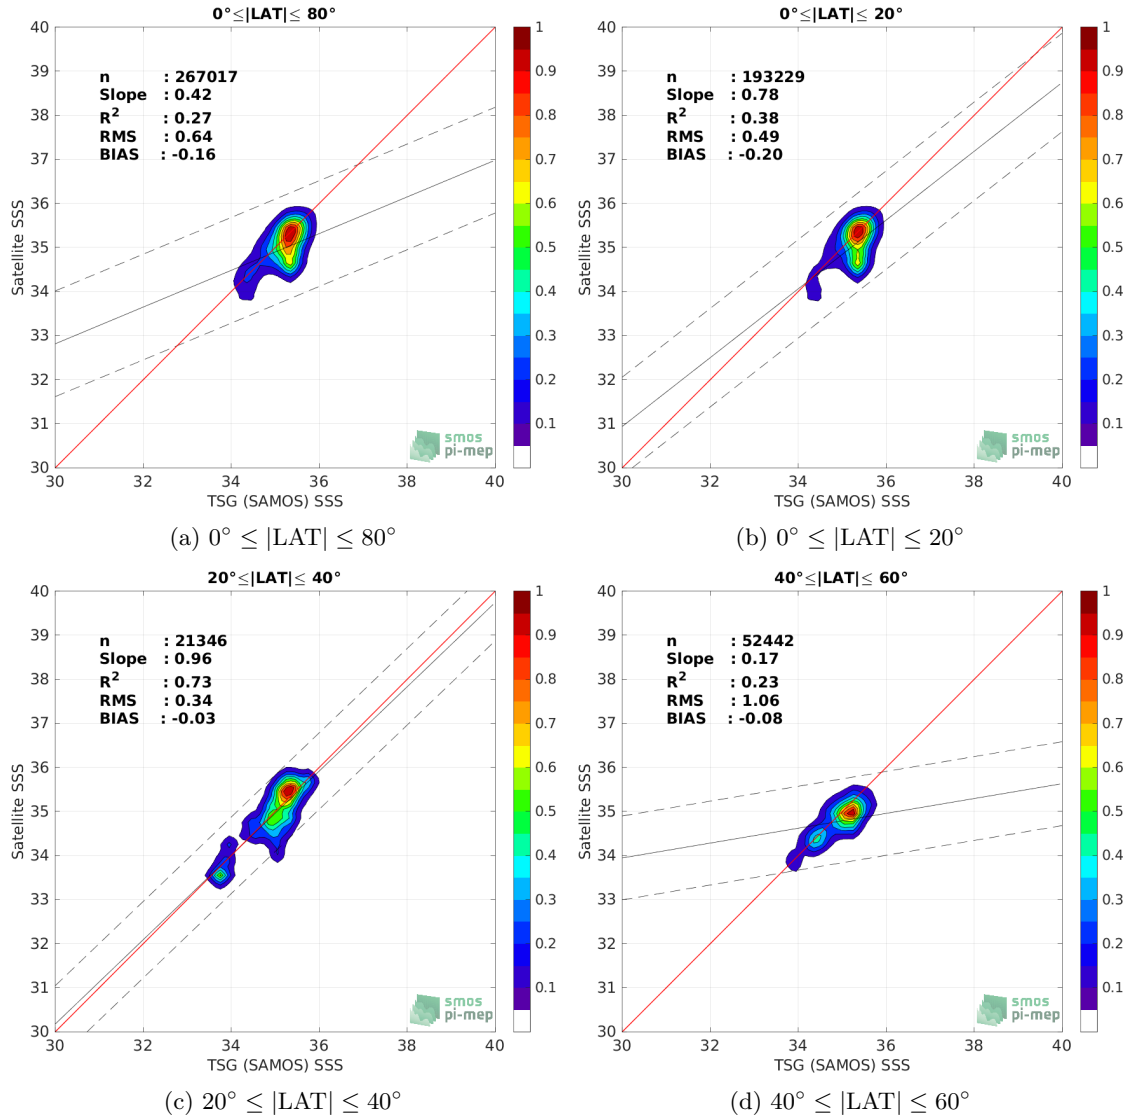 0°≤|LAT|≤ 80°
40
39
38
37
36
35
34
33
32
31
30
Satellite SSS
n : 267017
Slope : 0.42
R² : 0.27
RMS : 0.64
BIAS : -0.16
smos
pi-mep
30 32 34 36 38 40
TSG (SAMOS) SSS
1
0.9
0.8
0.7
0.6
0.5
0.4
0.3
0.2
0.1
(a) 0° ≤ |LAT| ≤ 80°
0°≤|LAT|≤ 20°
40
39
38
37
36
35
34
33
32
31
30
Satellite SSS
n : 193229
Slope : 0.78
R² : 0.38
RMS : 0.49
BIAS : -0.20
smos
pi-mep
30 32 34 36 38 40
TSG (SAMOS) SSS
1
0.9
0.8
0.7
0.6
0.5
0.4
0.3
0.2
0.1
(b) 0° ≤ |LAT| ≤ 20°
20°≤|LAT|≤ 40°
40
39
38
37
36
35
34
33
32
31
30
Satellite SSS
n : 21346
Slope : 0.96
R² : 0.73
RMS : 0.34
BIAS : -0.03
smos
pi-mep
30 32 34 36 38 40
TSG (SAMOS) SSS
1
0.9
0.8
0.7
0.6
0.5
0.4
0.3
0.2
0.1
(c) 20° ≤ |LAT| ≤ 40°
40°≤|LAT|≤ 60°
40
39
38
37
36
35
34
33
32
31
30
Satellite SSS
n : 52442
Slope : 0.17
R² : 0.23
RMS : 1.06
BIAS : -0.08
smos
pi-mep
30 32 34 36 38 40
TSG (SAMOS) SSS
1
0.9
0.8
0.7
0.6
0.5
0.4
0.3
0.2
0.1
(d) 40° ≤ |LAT| ≤ 60°